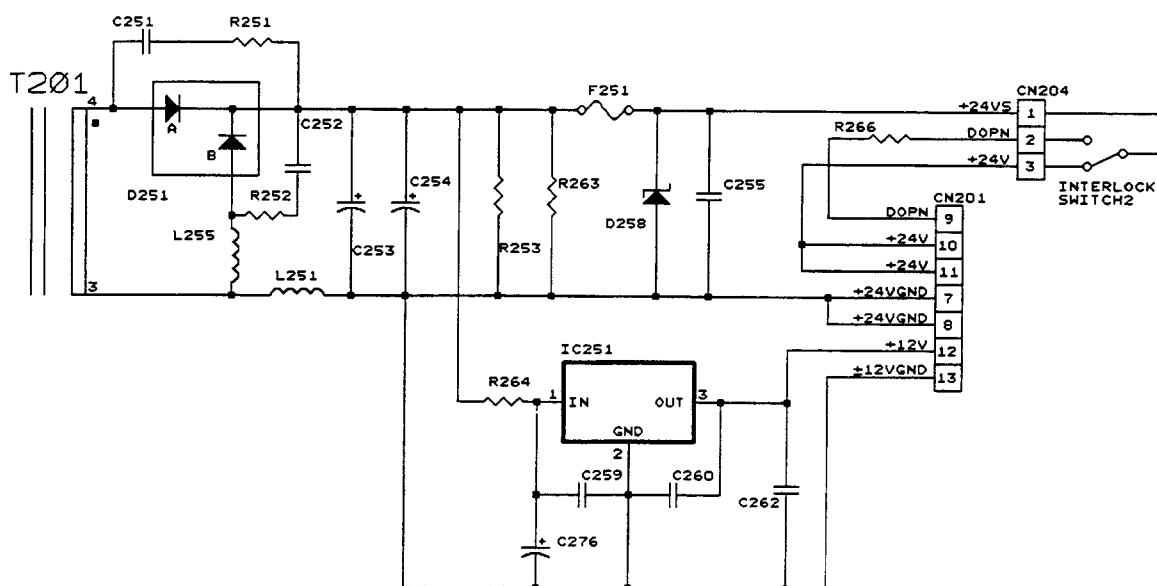 C251
R251
T201
4
F251
CN204
+24VS
1
A
C252
R266
DOPN
2
B
+24V
3
D251
R252
C254
R263
C255
INTERLOCK
SWITCH2
CN201
L255
C253
R253
D258
DOPN
9
+24V
10
L251
+24V
11
3
+24VGND
7
+24VGND
8
IC251
+12V
12
±12VGND
13
R264
1
IN
OUT
3
GND
2
C259
C260
C262
C276